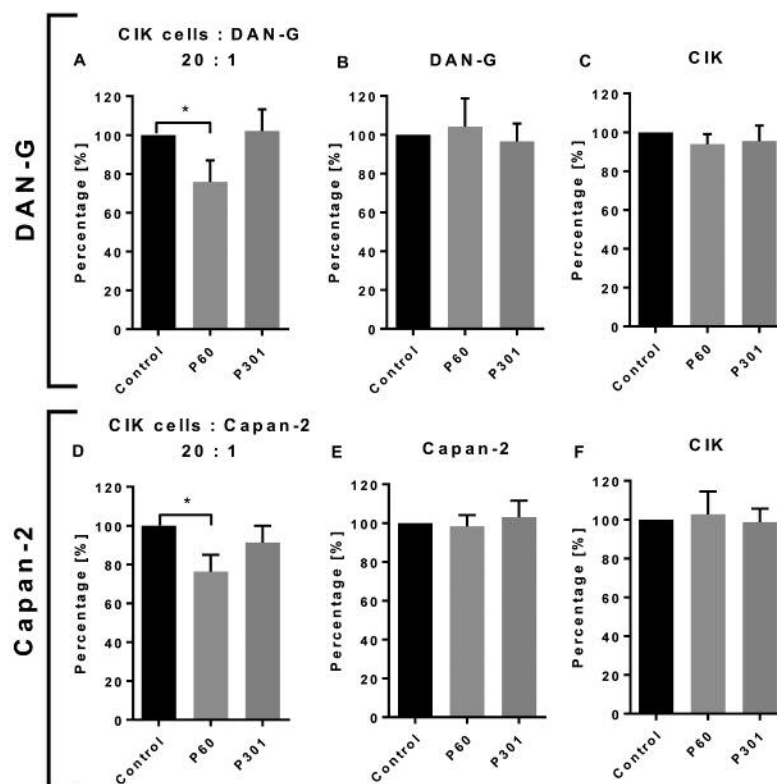 DAN-G
CIK cells : DAN-G
A
20 : 1
Percentage [%]
120
100
80
60
40
20
0
*
Control
P60
P301
B
DAN-G
Percentage [%]
120
100
80
60
40
20
0
Control
P60
P301
C
CIK
Percentage [%]
120
100
80
60
40
20
0
Control
P60
P301
Capan-2
CIK cells : Capan-2
D
20 : 1
Percentage [%]
120
100
80
60
40
20
0
*
Control
P60
P301
E
Capan-2
Percentage [%]
120
100
80
60
40
20
0
Control
P60
P301
F
CIK
Percentage [%]
120
100
80
60
40
20
0
Control
P60
P301